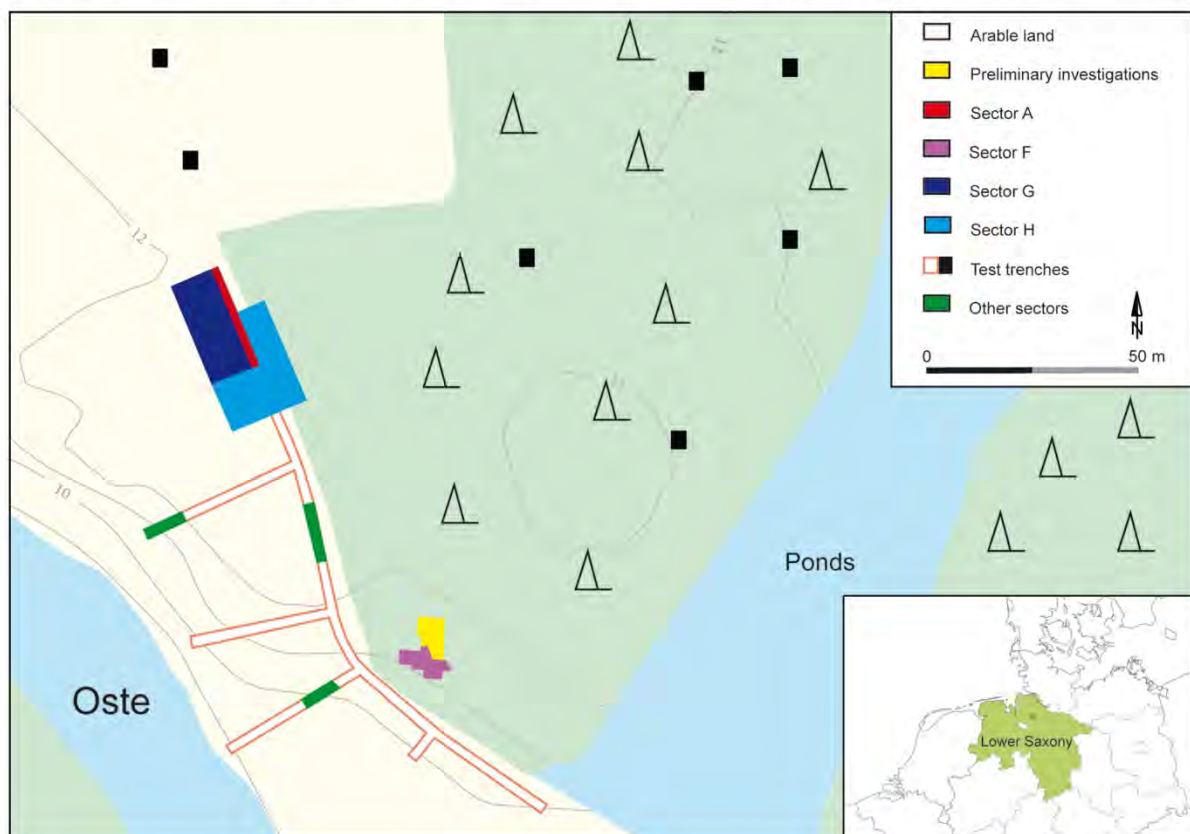 12
11
10
Oste
Ponds
Arable land
Preliminary investigations
Sector A
Sector F
Sector G
Sector H
Test trenches
Other sectors
N
0 50 m
Lower Saxony